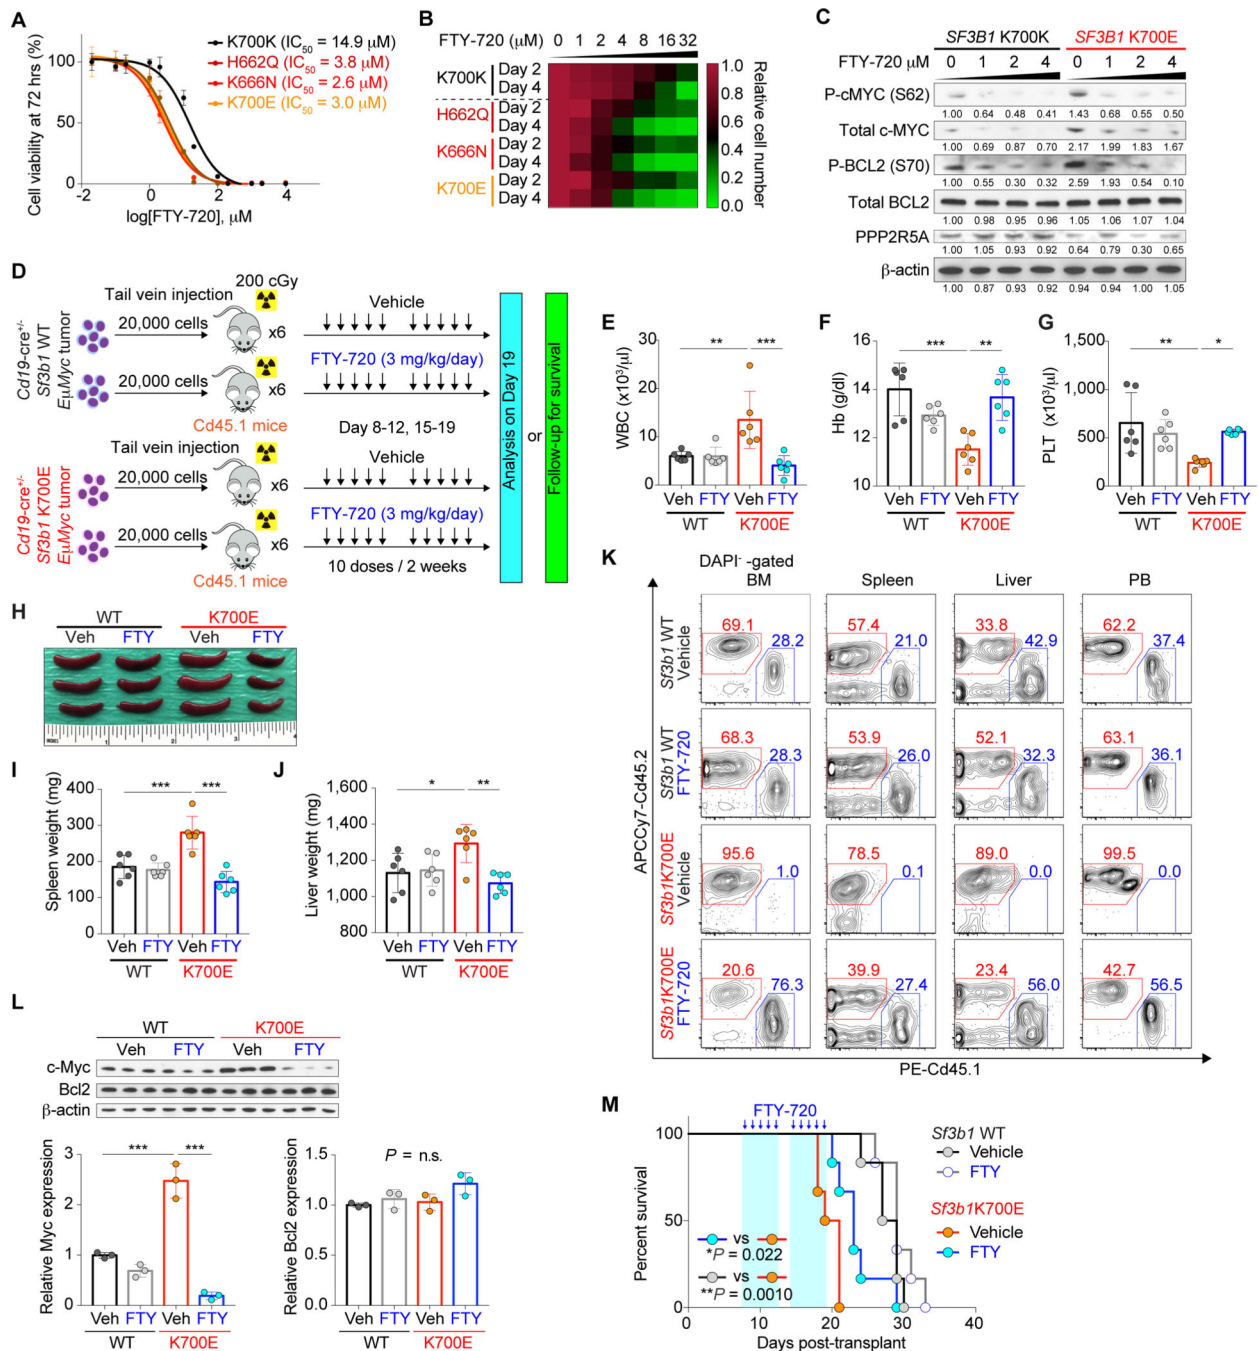 A
Cell viability at 72 hrs (%)
100
50
0
-2
0
2
4
log[FTY-720], μM
K700K (IC50 = 14.9 μM)
H662Q (IC50 = 3.8 μM)
K666N (IC50 = 2.6 μM)
K700E (IC50 = 3.0 μM)
B
FTY-720 (μM) 0 1 2 4 8 16 32
K700K Day 2
Day 4
H662Q Day 2
Day 4
K666N Day 2
Day 4
K700E Day 2
Day 4
1.0
0.8
0.6
0.4
0.2
0.0
Relative cell number
C
SF3B1 K700K SF3B1 K700E
FTY-720 μM 0 1 2 4 0 1 2 4
P-cMYC (S62)
1.00 0.64 0.48 0.41 1.43 0.68 0.55 0.50
Total c-MYC
1.00 0.69 0.87 0.70 2.17 1.99 1.83 1.67
P-BCL2 (S70)
1.00 0.55 0.30 0.32 2.59 1.93 0.54 0.10
Total BCL2
1.00 0.98 0.95 0.96 1.05 1.06 1.07 1.04
PPP2R5A
1.00 1.05 0.93 0.92 0.64 0.79 0.30 0.65
β-actin
1.00 0.87 0.93 0.92 0.94 0.94 1.00 1.05
D
Cd19-cre+/-
Sf3b1 WT
EμMyc tumor
Tail vein injection
200 cGy
20,000 cells
x6
Vehicle
20,000 cells
x6
FTY-720 (3 mg/kg/day)
Cd45.1 mice
Day 8-12, 15-19
Cd19-cre+/-
Sf3b1 K700E
EμMyc tumor
Tail vein injection
20,000 cells
x6
Vehicle
20,000 cells
x6
FTY-720 (3 mg/kg/day)
Cd45.1 mice
10 doses / 2 weeks
Analysis on Day 19
or
Follow-up for survival
E
WBC (x10³/μl)
30
20
10
0
** ***
Veh FTY Veh FTY
WT K700E
F
Hb (g/dl)
16
14
12
10
*** **
Veh FTY Veh FTY
WT K700E
G
PLT (x10³/μl)
1,500
1,000
500
0
** *
Veh FTY Veh FTY
WT K700E
H
WT K700E
Veh FTY Veh FTY
1 2 3 4
I
Spleen weight (mg)
400
300
200
100
0
*** ***
Veh FTY Veh FTY
WT K700E
J
Liver weight (mg)
1,600
1,400
1,200
1,000
800
* **
Veh FTY Veh FTY
WT K700E
K
DAPI- -gated
BM Spleen Liver PB
Sf3b1 WT
Vehicle
69.1 28.2 57.4 21.0 33.8 42.9 62.2 37.4
Sf3b1 WT
FTY-720
68.3 28.3 53.9 26.0 52.1 32.3 63.1 36.1
Sf3b1K700E
Vehicle
95.6 1.0 78.5 0.1 89.0 0.0 99.5 0.0
Sf3b1K700E
FTY-720
20.6 76.3 39.9 27.4 23.4 56.0 42.7 56.5
APCCy7-Cd45.2
PE-Cd45.1
L
WT K700E
Veh FTY Veh FTY
c-Myc
Bcl2
β-actin
Relative Myc expression
3
2
1
0
*** ***
Veh FTY Veh FTY
WT K700E
Relative Bcl2 expression
1.5
1.0
0.5
0.0
P = n.s.
Veh FTY Veh FTY
WT K700E
M
FTY-720
Percent survival
100
50
0
0 10 20 30 40
Days post-transplant
vs
*P = 0.022
vs
**P = 0.0010
Sf3b1 WT
Vehicle
FTY
Sf3b1K700E
Vehicle
FTY